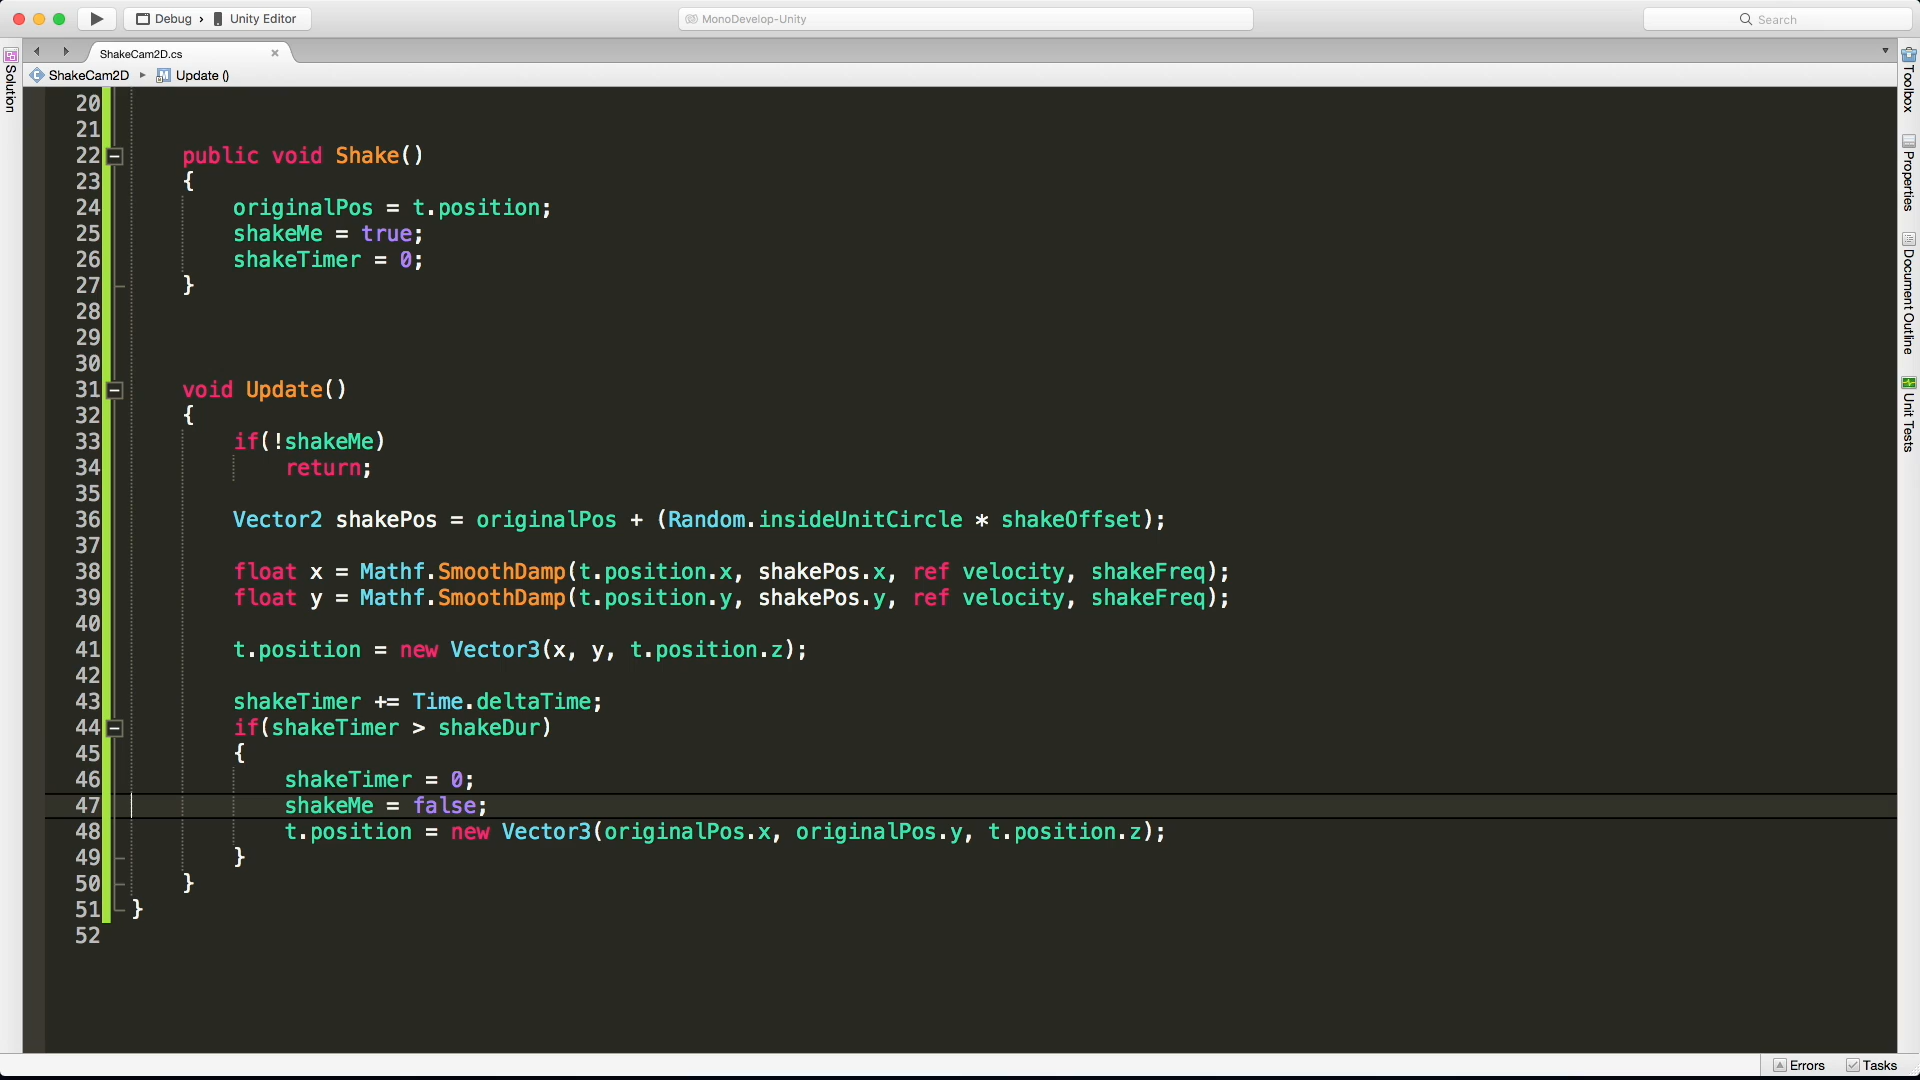 Debug › Unity Editor
MonoDevelop-Unity
Search
ShakeCam2D.cs
ShakeCam2D ▸ Update ()
Solution
20
21
22 public void Shake()
23 {
24 originalPos = t.position;
25 shakeMe = true;
26 shakeTimer = 0;
27 }
28
29
30
31 void Update()
32 {
33 if(!shakeMe)
34 return;
35
36 Vector2 shakePos = originalPos + (Random.insideUnitCircle * shakeOffset);
37
38 float x = Mathf.SmoothDamp(t.position.x, shakePos.x, ref velocity, shakeFreq);
39 float y = Mathf.SmoothDamp(t.position.y, shakePos.y, ref velocity, shakeFreq);
40
41 t.position = new Vector3(x, y, t.position.z);
42
43 shakeTimer += Time.deltaTime;
44 if(shakeTimer > shakeDur)
45 {
46 shakeTimer = 0;
47 shakeMe = false;
48 t.position = new Vector3(originalPos.x, originalPos.y, t.position.z);
49 }
50 }
51 }
52
Toolbox
Properties
Document Outline
Unit Tests
Errors
Tasks